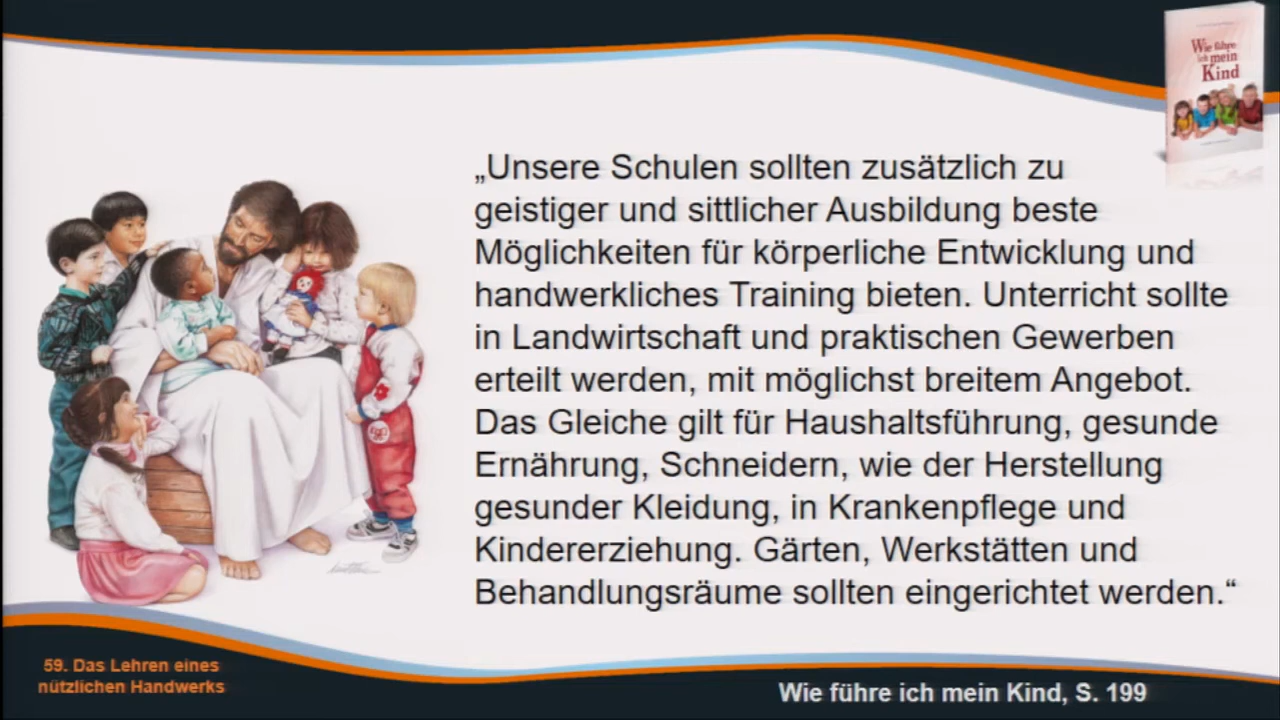 Wie führe
ich mein
Kind
„Unsere Schulen sollten zusätzlich zu
geistiger und sittlicher Ausbildung beste
Möglichkeiten für körperliche Entwicklung und
handwerkliches Training bieten. Unterricht sollte
in Landwirtschaft und praktischen Gewerben
erteilt werden, mit möglichst breitem Angebot.
Das Gleiche gilt für Haushaltsführung, gesunde
Ernährung, Schneidern, wie der Herstellung
gesunder Kleidung, in Krankenpflege und
Kindererziehung. Gärten, Werkstätten und
Behandlungsräume sollten eingerichtet werden.“
59. Das Lehren eines
nützlichen Handwerks
Wie führe ich mein Kind, S. 199